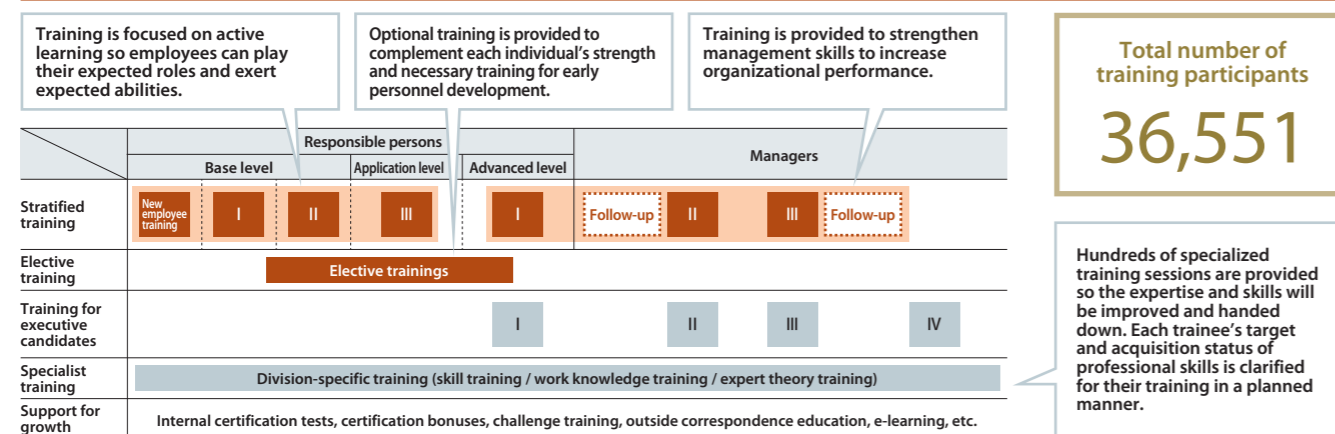 Training is focused on active
learning so employees can play
their expected roles and exert
expected abilities.
Optional training is provided to
complement each individual's strength
and necessary training for early
personnel development.
Training is provided to strengthen
management skills to increase
organizational performance.
Total number of
training participants
36,551
Responsible persons
Managers
Base level
Application level
Advanced level
Stratified
training
New
employee
training
I
II
III
I
Follow-up
II
III
Follow-up
Elective
training
Elective trainings
Training for
executive
candidates
I
II
III
IV
Specialist
training
Division-specific training (skill training / work knowledge training / expert theory training)
Support for
growth
Internal certification tests, certification bonuses, challenge training, outside correspondence education, e-learning, etc.
Hundreds of specialized
training sessions are provided
so the expertise and skills will
be improved and handed
down. Each trainee's target
and acquisition status of
professional skills is clarified
for their training in a planned
manner.